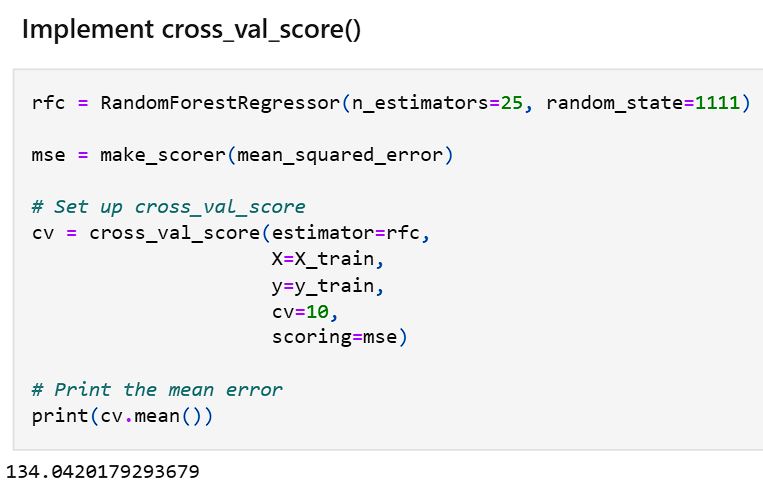 Implement cross_val_score()
rfc = RandomForestRegressor(n_estimators=25, random_state=1111)
mse = make_scorer(mean_squared_error)
# Set up cross_val_score
cv = cross_val_score(estimator=rfc,
                     X=X_train,
                     y=y_train,
                     cv=10,
                     scoring=mse)
# Print the mean error
print(cv.mean())
134.0420179293679